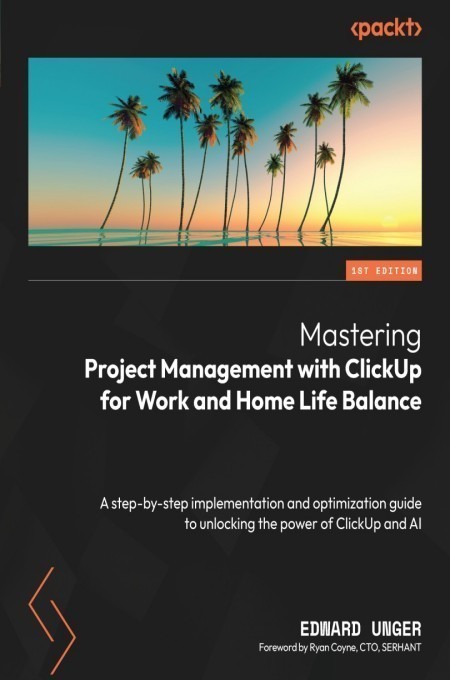 <packt>
1ST EDITION
Mastering
Project Management with ClickUp
for Work and Home Life Balance
A step-by-step implementation and optimization guide
to unlocking the power of ClickUp and AI
EDWARD UNGER
Foreword by Ryan Coyne, CTO, SERHANT